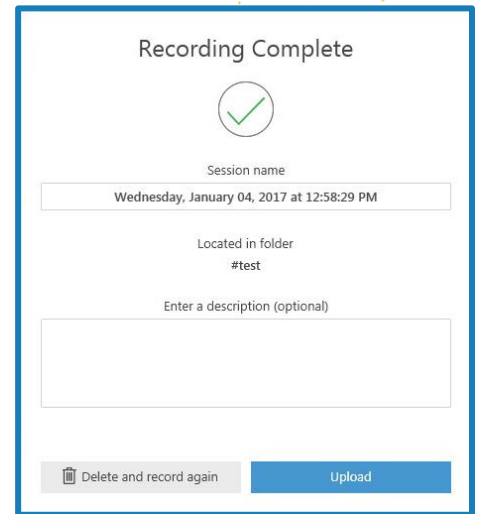 Recording Complete
Session name
Wednesday, January 04, 2017 at 12:58:29 PM
Located in folder
#test
Enter a description (optional)
Delete and record again
Upload